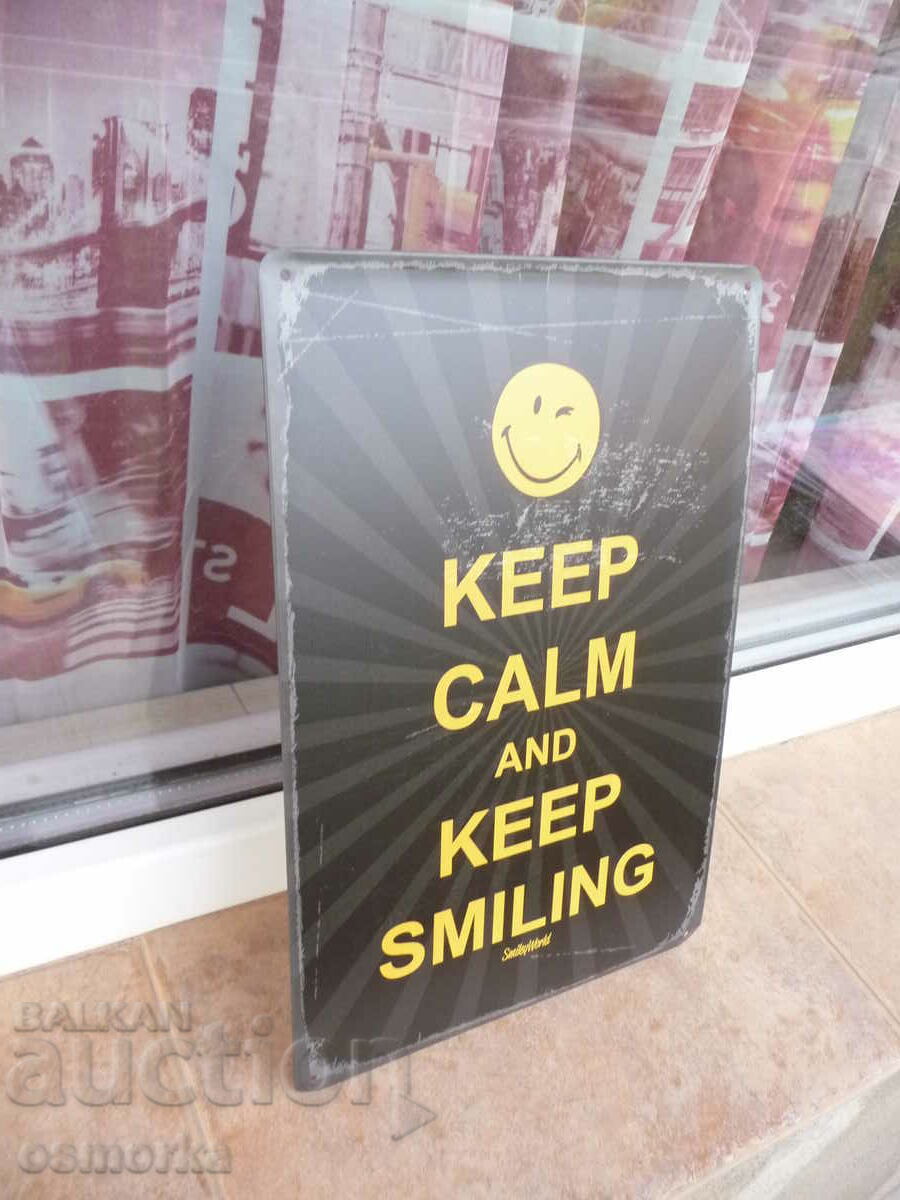 KEEP
CALM
AND
KEEP
SMILING
SmileyWorld
BALKAN
auction
osmorka